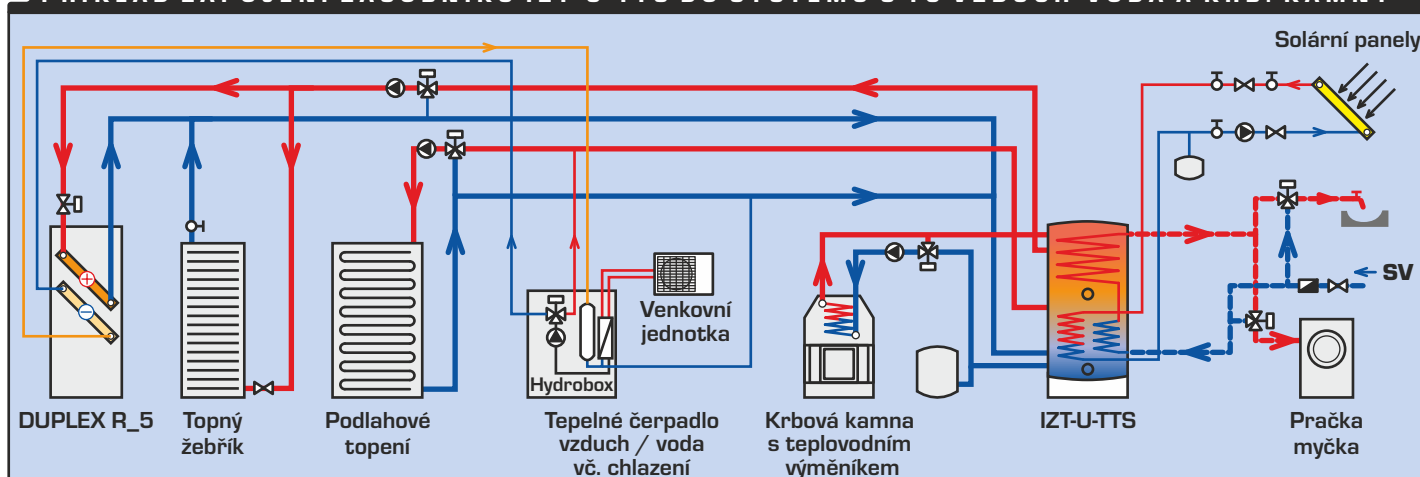 Solární panely
SV
Venkovní
jednotka
Hydrobox
DUPLEX R_5
Topný
žebřík
Podlahové
topení
Tepelné čerpadlo
vzduch / voda
vč. chlazení
Krbová kamna
s teplovodním
výměníkem
IZT-U-TTS
Pračka
myčka